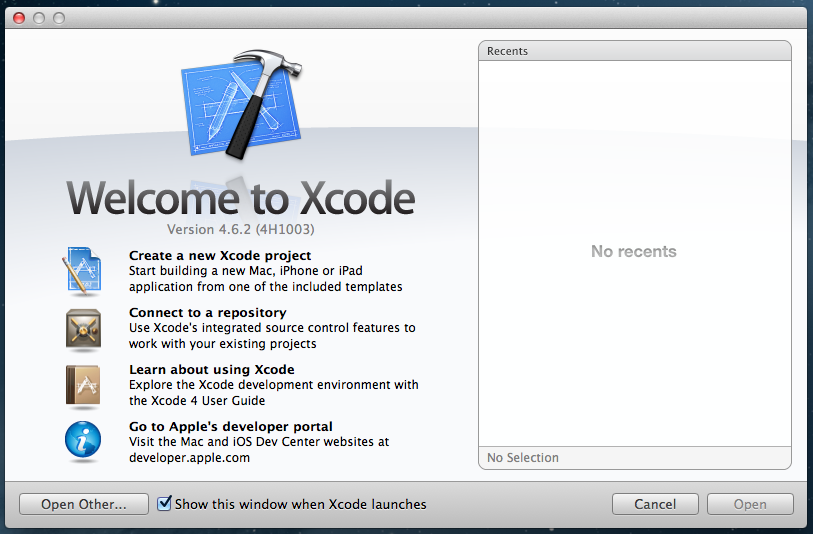 Recents
Welcome to Xcode
Version 4.6.2 (4H1003)
Create a new Xcode project
Start building a new Mac, iPhone or iPad
application from one of the included templates
Connect to a repository
Use Xcode's integrated source control features to
work with your existing projects
Learn about using Xcode
Explore the Xcode development environment with
the Xcode 4 User Guide
Go to Apple's developer portal
Visit the Mac and iOS Dev Center websites at
developer.apple.com
No recents
No Selection
Open Other...
Show this window when Xcode launches
Cancel
Open